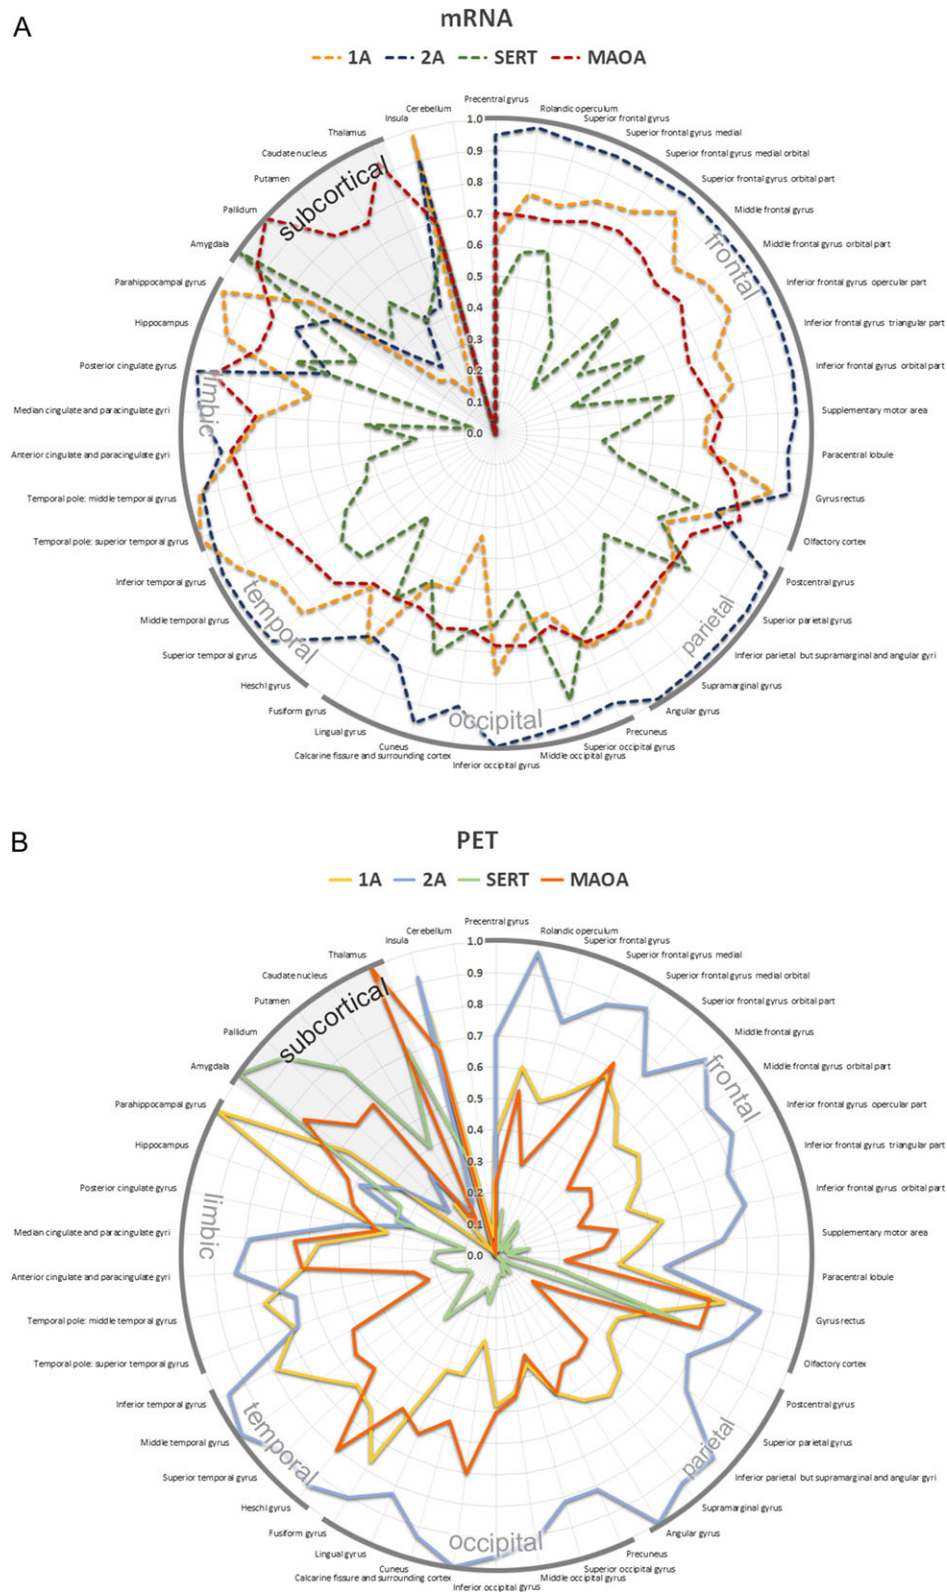 A
mRNA
1A 2A SERT MAOA
Precentral gyrus
Rolandic operculum
Superior frontal gyrus
Superior frontal gyrus medial
Superior frontal gyrus medial orbital
Superior frontal gyrus orbital part
Middle frontal gyrus
Middle frontal gyrus orbital part
Inferior frontal gyrus opercular part
Inferior frontal gyrus triangular part
Inferior frontal gyrus orbital part
Supplementary motor area
Paracentral lobule
Gyrus rectus
Olfactory cortex
Postcentral gyrus
Superior parietal gyrus
Inferior parietal but supramarginal and angular gyri
Supramarginal gyrus
Angular gyrus
Precuneus
Superior occipital gyrus
Middle occipital gyrus
Inferior occipital gyrus
Calcarine fissure and surrounding cortex
Cuneus
Lingual gyrus
Fusiform gyrus
Heschl gyrus
Superior temporal gyrus
Middle temporal gyrus
Inferior temporal gyrus
Temporal pole: superior temporal gyrus
Temporal pole: middle temporal gyrus
Anterior cingulate and paracingulate gyri
Median cingulate and paracingulate gyri
Posterior cingulate gyrus
Hippocampus
Parahippocampal gyrus
Amygdala
Pallidum
Putamen
Caudate nucleus
Thalamus
Insula
Cerebellum
1.0
0.9
0.8
0.7
0.6
0.5
0.4
0.3
0.2
0.1
0.0
subcortical
frontal
parietal
occipital
temporal
limbic
B
PET
1A 2A SERT MAOA
Precentral gyrus
Rolandic operculum
Superior frontal gyrus
Superior frontal gyrus medial
Superior frontal gyrus medial orbital
Superior frontal gyrus orbital part
Middle frontal gyrus
Middle frontal gyrus orbital part
Inferior frontal gyrus opercular part
Inferior frontal gyrus triangular part
Inferior frontal gyrus orbital part
Supplementary motor area
Paracentral lobule
Gyrus rectus
Olfactory cortex
Postcentral gyrus
Superior parietal gyrus
Inferior parietal but supramarginal and angular gyri
Supramarginal gyrus
Angular gyrus
Precuneus
Superior occipital gyrus
Middle occipital gyrus
Inferior occipital gyrus
Calcarine fissure and surrounding cortex
Cuneus
Lingual gyrus
Fusiform gyrus
Heschl gyrus
Superior temporal gyrus
Middle temporal gyrus
Inferior temporal gyrus
Temporal pole: superior temporal gyrus
Temporal pole: middle temporal gyrus
Anterior cingulate and paracingulate gyri
Median cingulate and paracingulate gyri
Posterior cingulate gyrus
Hippocampus
Parahippocampal gyrus
Amygdala
Pallidum
Putamen
Caudate nucleus
Thalamus
Insula
Cerebellum
1.0
0.9
0.8
0.7
0.6
0.5
0.4
0.3
0.2
0.1
0.0
subcortical
frontal
parietal
occipital
temporal
limbic